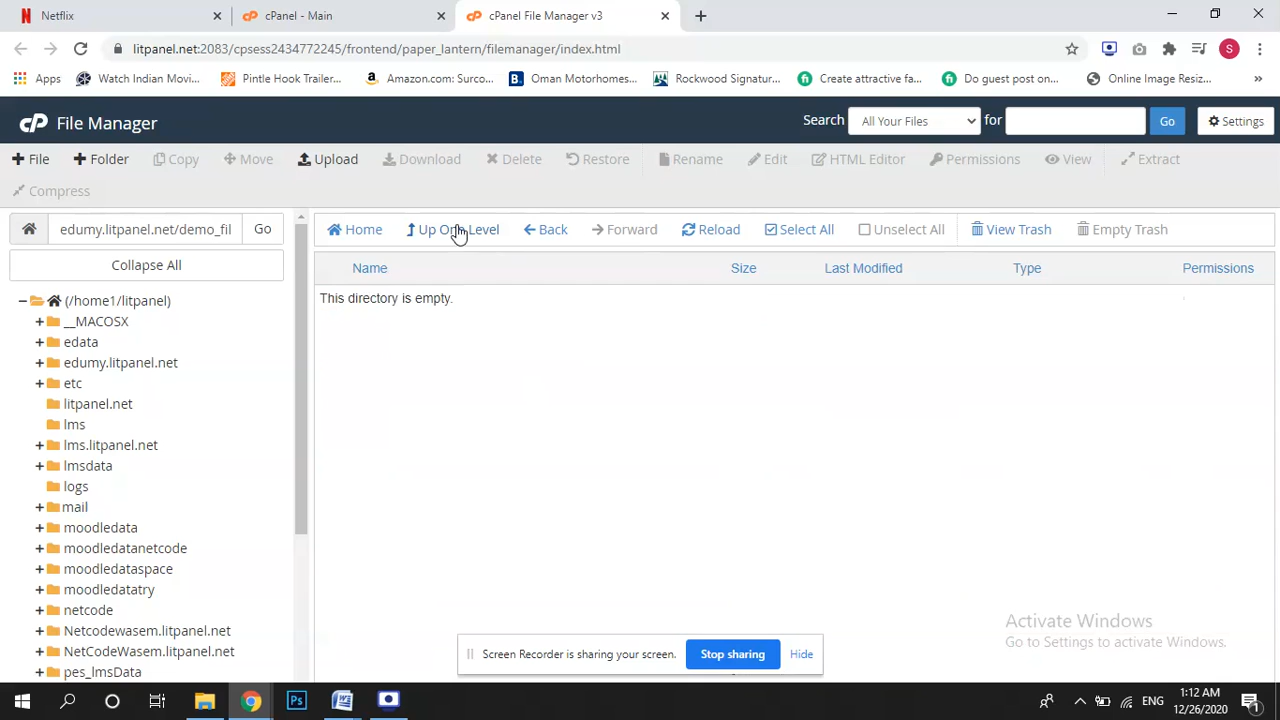 Netflix
cPanel - Main
cPanel File Manager v3
litpanel.net:2083/cpsess2434772245/frontend/paper_lantern/filemanager/index.html
S
Apps
Watch Indian Movi...
Pintle Hook Trailer...
Amazon.com: Surco...
Oman Motorhomes...
Rockwood Signatur...
Create attractive fa...
Do guest post on...
Online Image Resiz...
cP File Manager
Search All Your Files for Go Settings
File Folder Copy Move Upload Download Delete Restore Rename Edit HTML Editor Permissions View Extract
Compress
edumy.litpanel.net/demo_fil Go
Home Up One Level Back Forward Reload Select All Unselect All View Trash Empty Trash
Collapse All
Name Size Last Modified Type Permissions
This directory is empty.
(/home1/litpanel)
__MACOSX
edata
edumy.litpanel.net
etc
litpanel.net
lms
lms.litpanel.net
lmsdata
logs
mail
moodledata
moodledatanetcode
moodledataspace
moodledatatry
netcode
Netcodewasem.litpanel.net
NetCodeWasem.litpanel.net
pes_lmsData
Activate Windows
Go to Settings to activate Windows.
Screen Recorder is sharing your screen. Stop sharing Hide
Ps
ENG
1:12 AM
12/26/2020
1